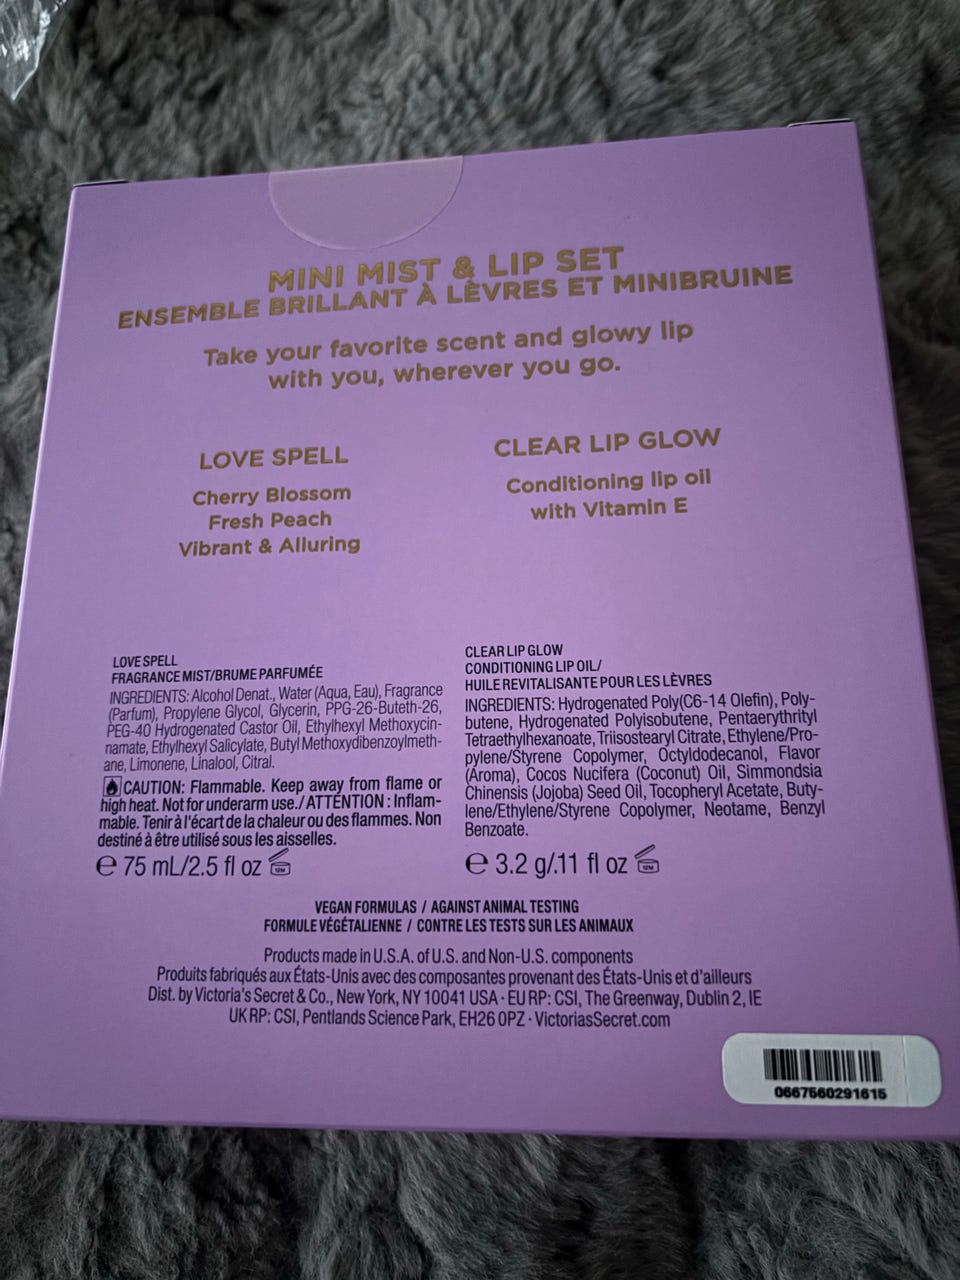 MINI MIST & LIP SET
ENSEMBLE BRILLANT À LÈVRES ET MINIBRUINE
Take your favorite scent and glowy lip
with you, wherever you go.
LOVE SPELL
Cherry Blossom
Fresh Peach
Vibrant & Alluring
CLEAR LIP GLOW
Conditioning lip oil
with Vitamin E
LOVE SPELL
FRAGRANCE MIST/BRUME PARFUMÉE
INGREDIENTS: Alcohol Denat., Water (Aqua, Eau), Fragrance
(Parfum), Propylene Glycol, Glycerin, PPG-26-Buteth-26,
PEG-40 Hydrogenated Castor Oil, Ethylhexyl Methoxycin-
namate, Ethylhexyl Salicylate, Butyl Methoxydibenzoylmeth-
ane, Limonene, Linalool, Citral.
CAUTION: Flammable. Keep away from flame or
high heat. Not for underarm use./ ATTENTION : Inflam-
mable. Tenir à l'écart de la chaleur ou des flammes. Non
destiné à être utilisé sous les aisselles.
℮ 75 mL/2.5 fl oz 12M
CLEAR LIP GLOW
CONDITIONING LIP OIL/
HUILE REVITALISANTE POUR LES LÈVRES
INGREDIENTS: Hydrogenated Poly(C6-14 Olefin), Poly-
butene, Hydrogenated Polyisobutene, Pentaerythrityl
Tetraethylhexanoate, Triisostearyl Citrate, Ethylene/Pro-
pylene/Styrene Copolymer, Octyldodecanol, Flavor
(Aroma), Cocos Nucifera (Coconut) Oil, Simmondsia
Chinensis (Jojoba) Seed Oil, Tocopheryl Acetate, Buty-
lene/Ethylene/Styrene Copolymer, Neotame, Benzyl
Benzoate.
℮ 3.2 g/.11 fl oz 12M
VEGAN FORMULAS / AGAINST ANIMAL TESTING
FORMULE VÉGÉTALIENNE / CONTRE LES TESTS SUR LES ANIMAUX
Products made in U.S.A. of U.S. and Non-U.S. components
Produits fabriqués aux États-Unis avec des composantes provenant des États-Unis et d'ailleurs
Dist. by Victoria's Secret & Co., New York, NY 10041 USA · EU RP: CSI, The Greenway, Dublin 2, IE
UK RP: CSI, Pentlands Science Park, EH26 0PZ · VictoriasSecret.com
0667560291615